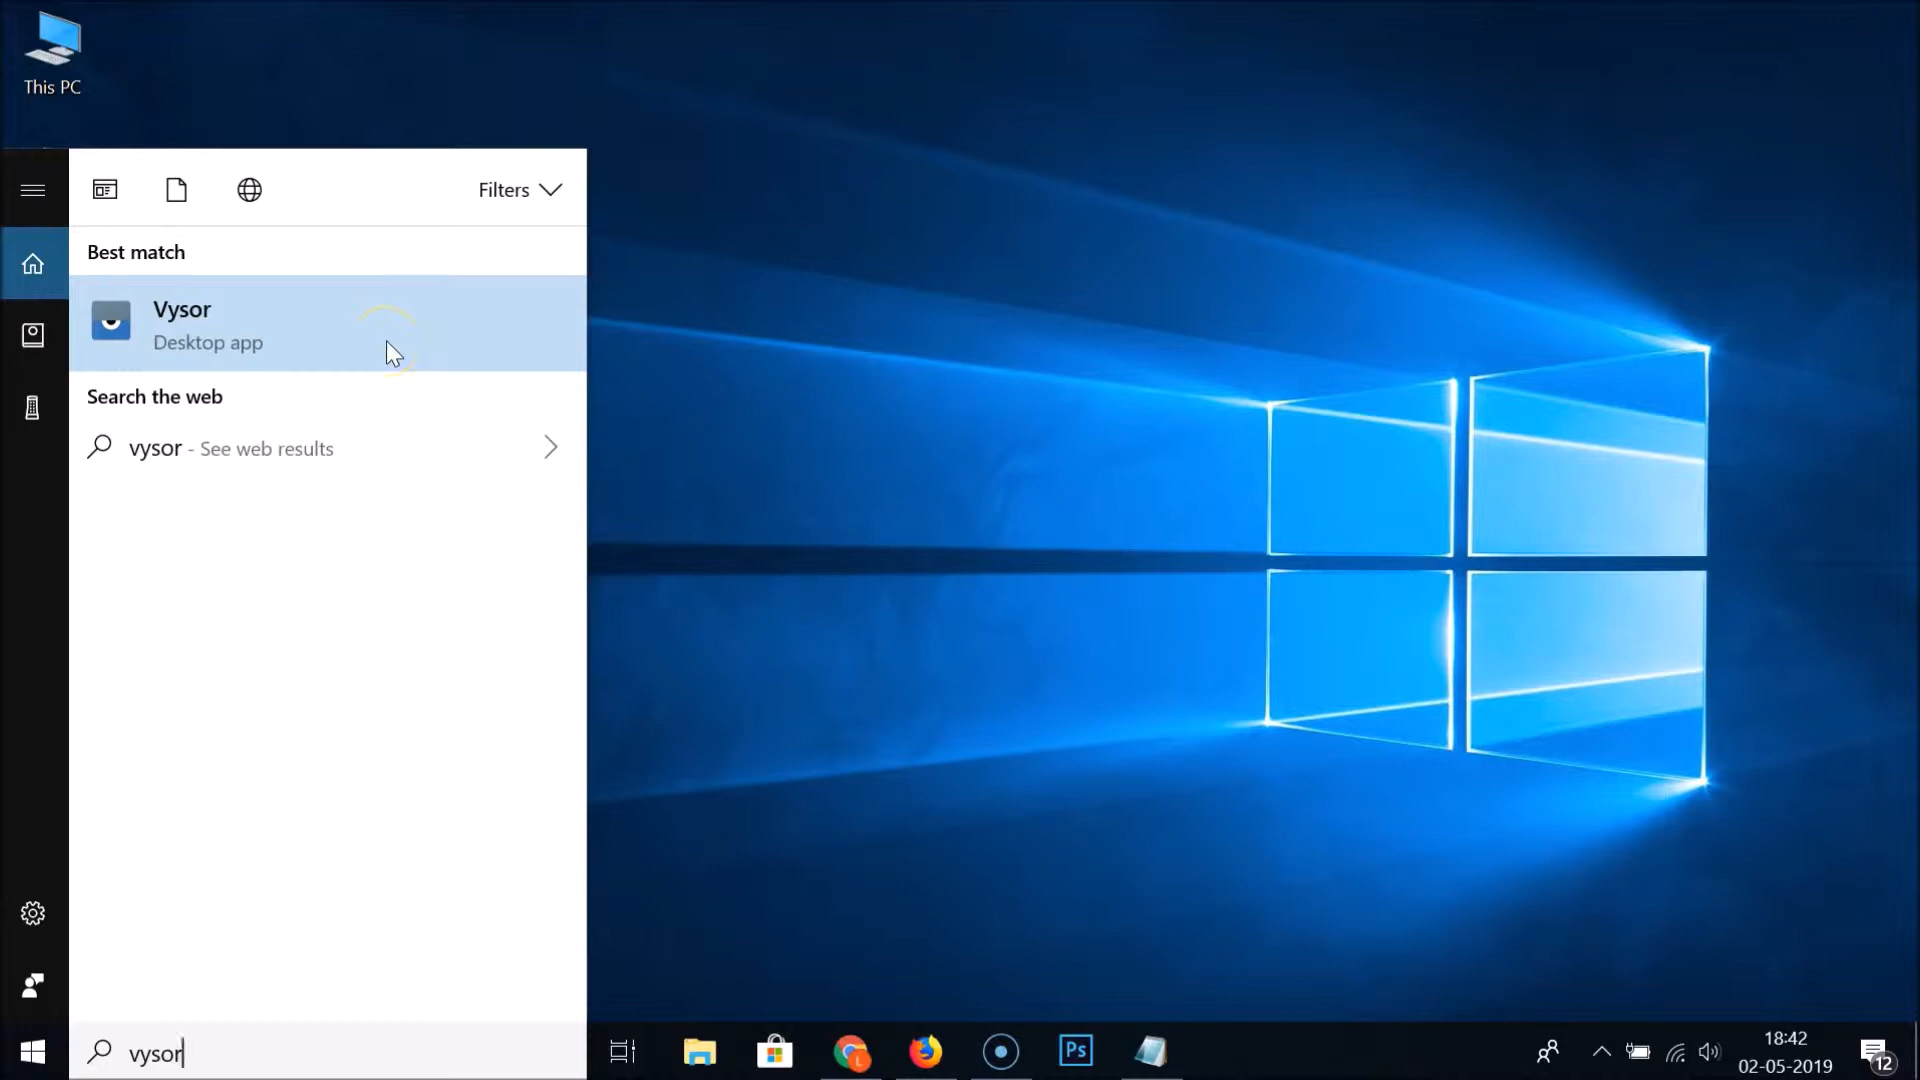 This PC
Filters
Best match
Vysor
Desktop app
Search the web
vysor - See web results
vysor
L
Ps
18:42
02-05-2019
12